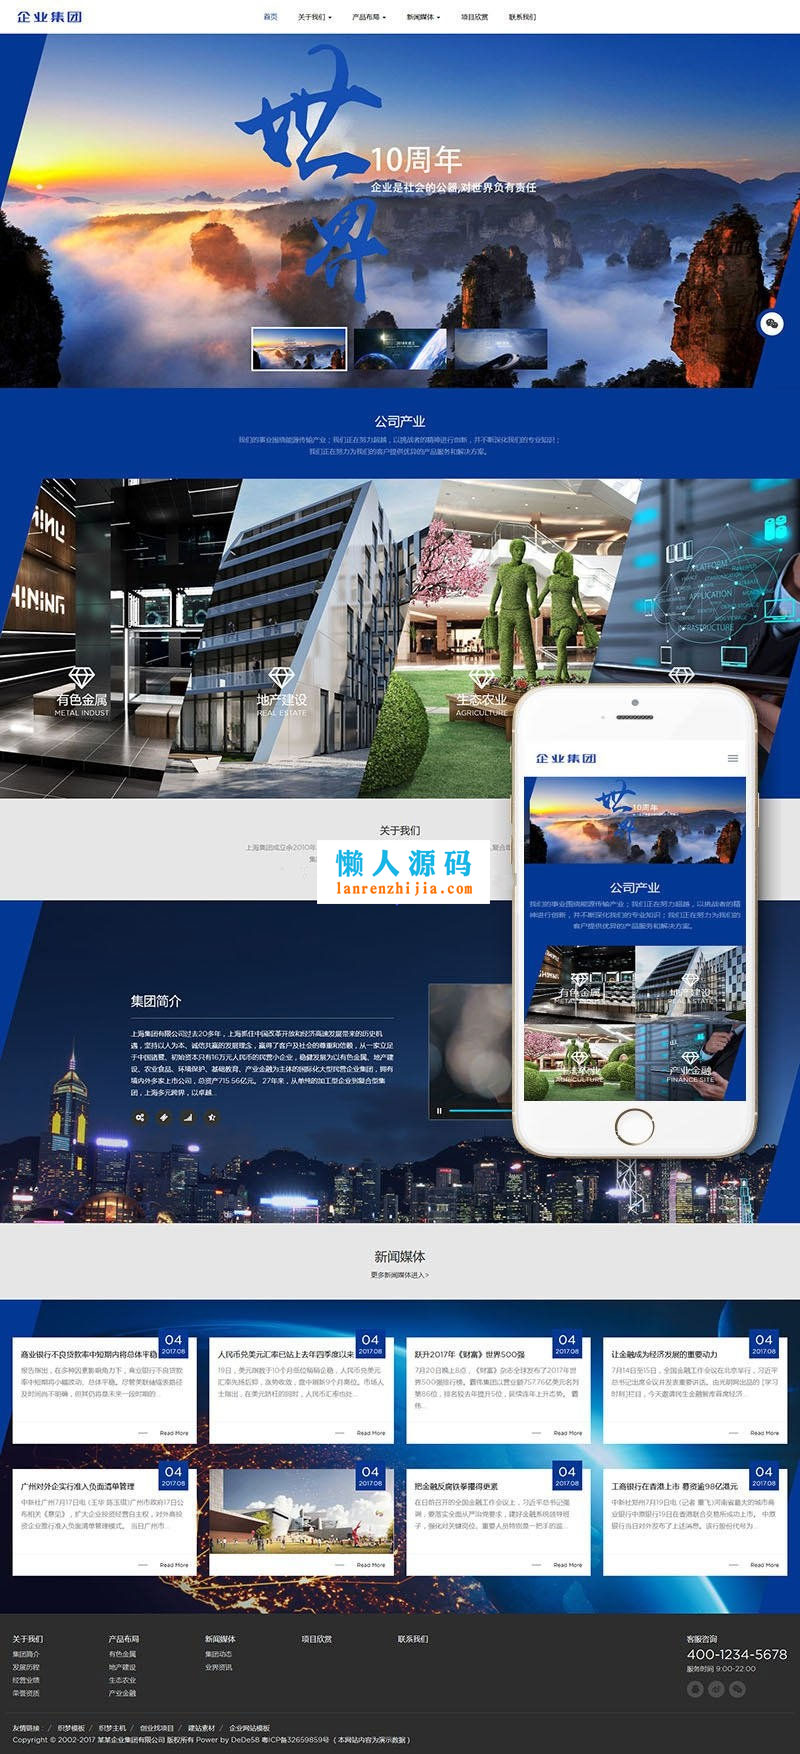 企业集团
首页 关于我们 产品布局 新闻媒体 项目欣赏 联系我们
世界
10周年
企业是社会的公器,对世界负有责任
公司产业
我们的事业围绕能源传输产业；我们正在努力超越，以挑战者的精神进行创新，并不断深化我们的专业知识；
我们正在努力为我们的客户提供优异的产品服务和解决方案。
HINING
PLATFORM
APPLICATION
INFRASTRUCTURE
有色金属
METAL INDUST
地产建设
REAL ESTATE
生态农业
AGRICULTURE
关于我们
上海集团成立余2010年
懒人源码
lanrenzhijia.com
集团简介
上海集团有限公司过去20多年，上海抓住中国改革开放和经济高速发展带来的历史机
遇，坚持以人为本、诚信共赢的发展理念，赢得了客户及社会的尊重和信赖，从一家立足
于中国诸暨、初始资本只有16万元人民币的民营小企业，稳健发展为以有色金属、地产建
设、农业食品、环境保护、基础教育、产业金融为主体的国际化大型民营企业集团，拥有
境内外多家上市公司，总资产715.56亿元。 27年来，从单纯的加工型企业到复合型集
团，上海多元跨界，以卓越...
企业集团
世界
10周年
公司产业
我们的事业围绕能源传输产业；我们正在努力超越，以挑战者的精
神进行创新，并不断深化我们的专业知识；我们正在努力为我们的
客户提供优异的产品服务和解决方案。
有色金属
METAL INDUST
地产建设
REAL ESTATE
生态农业
AGRICULTURE
产业金融
FINANCE SITE
新闻媒体
更多新闻媒体进入>
04
2017.08
商业银行不良贷款率中短期内将总体平稳
报告指出，在多种因素影响角力下，商业银行不良贷款
率中短期将小幅波动、总体平稳。尽管美联储缩表路径
及时间尚不明确，但其仍将是未来一段时期的...
Read More
04
2017.08
人民币兑美元汇率已站上去年四季度以来
19日，美元指数于10个月低位稍稍企稳，人民币兑美元
汇率先扬后抑，涨势收敛，盘中刷新9个月高位。市场人
士指出，在美元跌枉的同时，人民币汇率也处...
Read More
04
2017.08
跃升2017年《财富》世界500强
7月20日晚上8点，《财富》杂志全球发布了2017年世
界500强排行榜。霸伟集团以营业额757.76亿美元名列
第86位，排名较去年提升5位，延续连年上升态势。 霸
伟...
Read More
04
2017.08
让金融成为经济发展的重要动力
7月14日至15日，全国金融工作会议在北京举行，习近平
总书记出席会议并发表重要讲话。由光明网出品的 [学习
时刻]栏目，今天邀请民生金融智库首席经济...
Read More
04
2017.08
广州对外企实行准入负面清单管理
中新社广州7月17日电 (王华 陈玉琪)广州市政府17日公
布相关《意见》，扩大企业投资经营自主权，对外商投
资企业推行准入负面清单管理模式。 当日广州市...
Read More
04
2017.08
Read More
04
2017.08
把金融反腐铁拳攥得更紧
在日前召开的全国金融工作会议上，习近平总书记强
调，要落实全面从严治党要求，建好金融系统领导班
子，强化对关键岗位、重要人员特别是一把手的监...
Read More
04
2017.08
工商银行在香港上市 募资逾98亿港元
中新社郑州7月19日电 (记者 董飞)河南省最大的城市商
业银行中原银行19日在香港联合交易所成功上市。 中原
银行当日对外发布了上述消息。该行股份代号为...
Read More
关于我们
集团简介
发展历程
经营业绩
荣誉资质
产品布局
有色金属
地产建设
生态农业
产业金融
新闻媒体
集团动态
业界资讯
项目欣赏
联系我们
客服咨询
400-1234-5678
服务时间 9:00-22:00
友情链接： / 织梦模板 / 织梦主机 / 创业找项目 / 建站素材 / 企业网站模板
Copyright © 2002-2017 某某企业集团有限公司 版权所有 Power by DeDe58 粤ICP备32659859号 （本网站内容为演示数据）